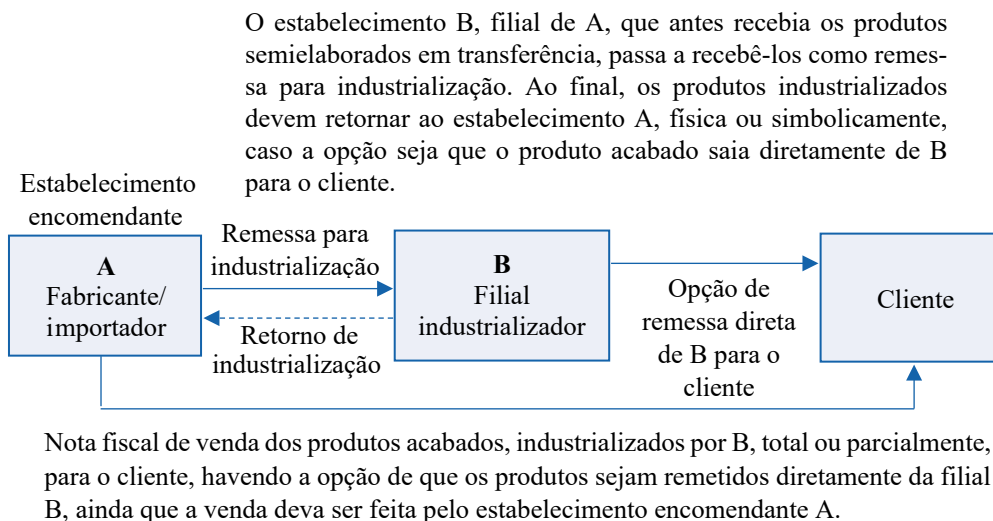 O estabelecimento B, filial de A, que antes recebia os produtos
semielaborados em transferência, passa a recebê-los como remes-
sa para industrialização. Ao final, os produtos industrializados
devem retornar ao estabelecimento A, física ou simbolicamente,
caso a opção seja que o produto acabado saia diretamente de B
para o cliente.
Estabelecimento
encomendante
A
Fabricante/
importador
Remessa para
industrialização
Retorno de
industrialização
B
Filial
industrializador
Opção de
remessa direta
de B para o
cliente
Cliente
Nota fiscal de venda dos produtos acabados, industrializados por B, total ou parcialmente,
para o cliente, havendo a opção de que os produtos sejam remetidos diretamente da filial
B, ainda que a venda deva ser feita pelo estabelecimento encomendante A.